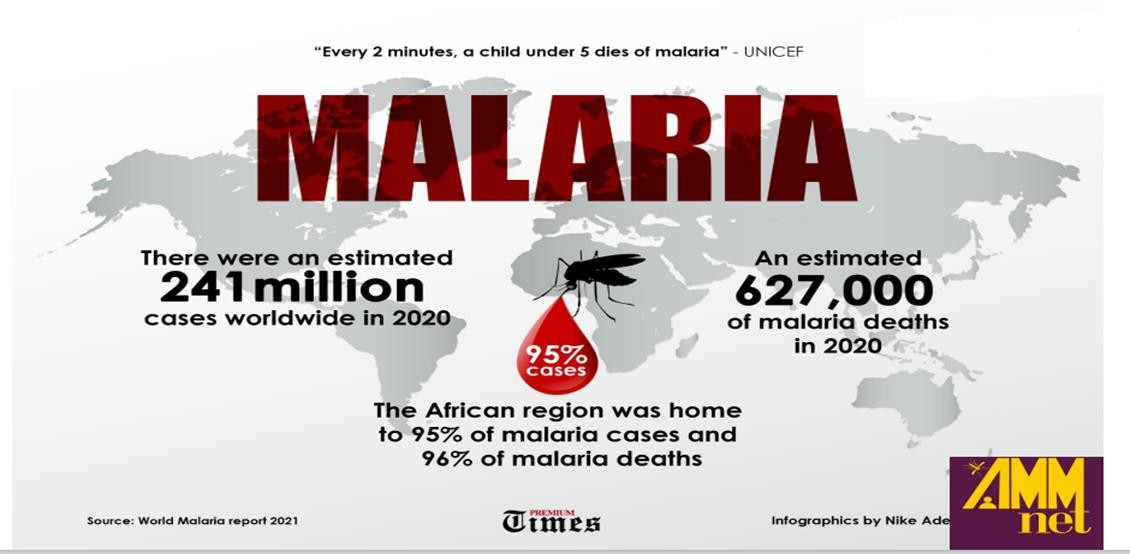 “Every 2 minutes, a child under 5 dies of malaria” - UNICEF
MALARIA
There were an estimated
241million
cases worldwide in 2020
An estimated
627,000
of malaria deaths
in 2020
95%
cases
The African region was home
to 95% of malaria cases and
96% of malaria deaths
Source: World Malaria report 2021
PREMIUM
Times
Infographics by Nike
AMM
net